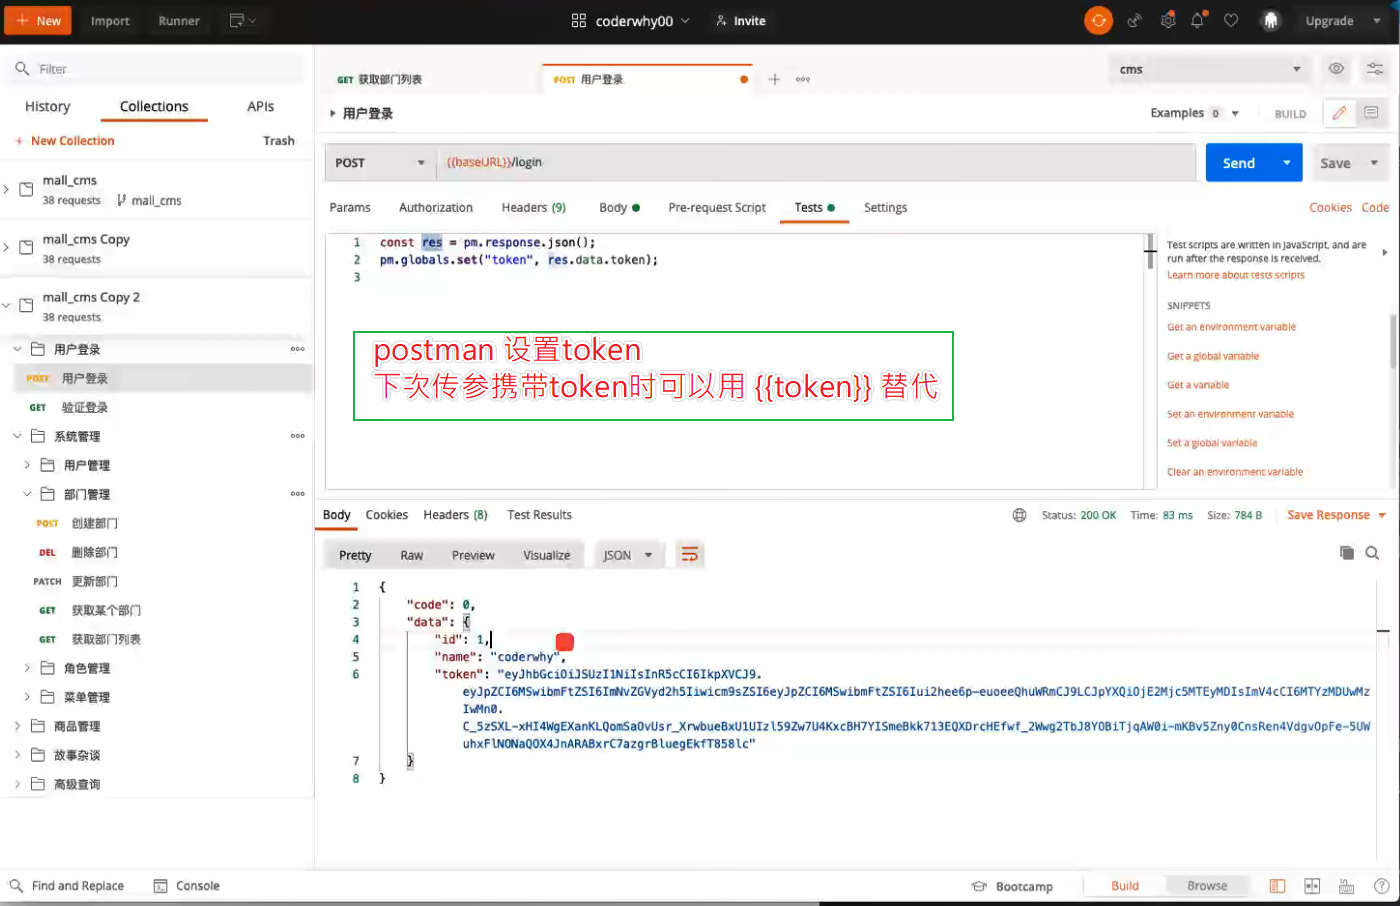 + New
Import
Runner
coderwhy00
Invite
Upgrade
Filter
History
Collections
APIs
+ New Collection
Trash
mall_cms
38 requests
mall_cms
mall_cms Copy
38 requests
mall_cms Copy 2
38 requests
用户登录
POST 用户登录
GET 验证登录
系统管理
用户管理
部门管理
POST 创建部门
DEL 删除部门
PATCH 更新部门
GET 获取某个部门
GET 获取部门列表
角色管理
菜单管理
商品管理
故事杂谈
高级查询
GET 获取部门列表
POST 用户登录
cms
用户登录
Examples 0
BUILD
POST
{{baseURL}}/login
Send
Save
Params
Authorization
Headers (9)
Body
Pre-request Script
Tests
Settings
Cookies
Code
1 const res = pm.response.json();
2 pm.globals.set("token", res.data.token);
3
postman 设置token
下次传参携带token时可以用 {{token}} 替代
Test scripts are written in JavaScript, and are
run after the response is received.
Learn more about tests scripts
SNIPPETS
Get an environment variable
Get a global variable
Get a variable
Set an environment variable
Set a global variable
Clear an environment variable
Body
Cookies
Headers (8)
Test Results
Status: 200 OK
Time: 83 ms
Size: 784 B
Save Response
Pretty
Raw
Preview
Visualize
JSON
1 {
2 "code": 0,
3 "data": {
4 "id": 1,
5 "name": "coderwhy",
6 "token": "eyJhbGciOiJSUzI1NiIsInR5cCI6IkpXVCJ9.
eyJpZCI6MSwibmFtZSI6ImNvZGVyd2h5Iiwicm9sZSI6eyJpZCI6MSwibmFtZSI6Iui2hee6p-euoeeQhuWRmCJ9LCJpYXQiOjE2Mjc5MTEyMDIsImV4cCI6MTYzMDUwMz
IwMn0.
C_5zSXL-xHI4WgEXanKLQomSaOvUsr_XrwbueBxU1UIzl59Zw7U4KxcBH7YISmeBkk713EQXDrcHEfwf_2Wwg2TbJ8YOBiTjqAW0i-mKBv5Zny0CnsRen4VdgvOpFe-5UW
uhxFlNONaQOX4JnARABxrC7azgrBluegEkfT858lc"
7 }
8 }
Find and Replace
Console
Bootcamp
Build
Browse